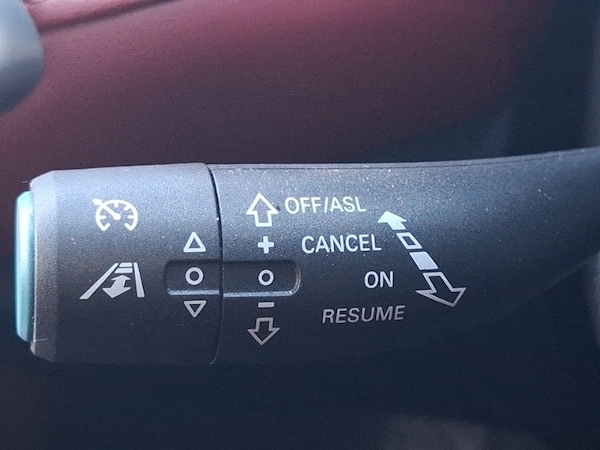 OFF/ASL
+ CANCEL
ON
-
RESUME